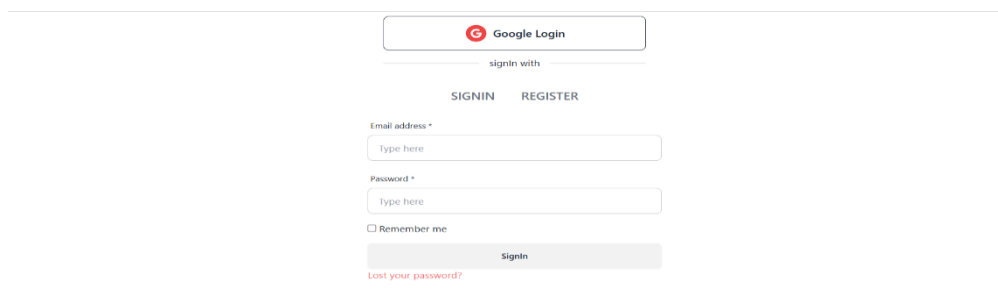 G Google Login
signIn with
SIGNIN REGISTER
Email address *
Type here
Password *
Type here
Remember me
SignIn
Lost your password?